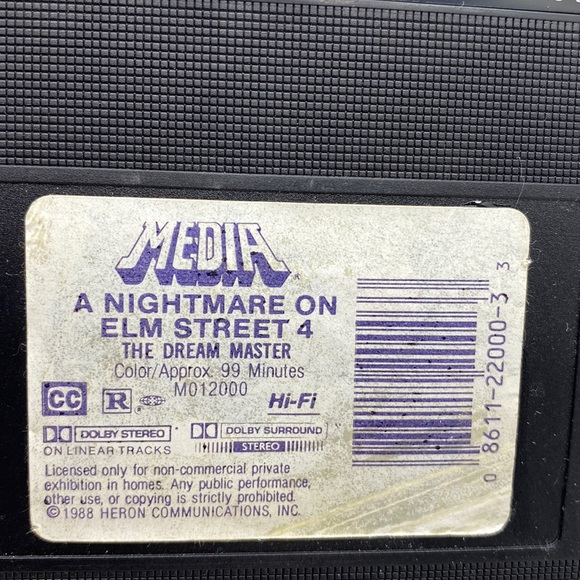 MEDIA®
A NIGHTMARE ON
ELM STREET 4
THE DREAM MASTER
Color/Approx. 99 Minutes
M012000
CC R Hi-Fi
DOLBY STEREO DOLBY SURROUND
ON LINEAR TRACKS STEREO
Licensed only for non-commercial private
exhibition in homes. Any public performance,
other use, or copying is strictly prohibited.
©1988 HERON COMMUNICATIONS, INC.
0 8611-22000-3 3